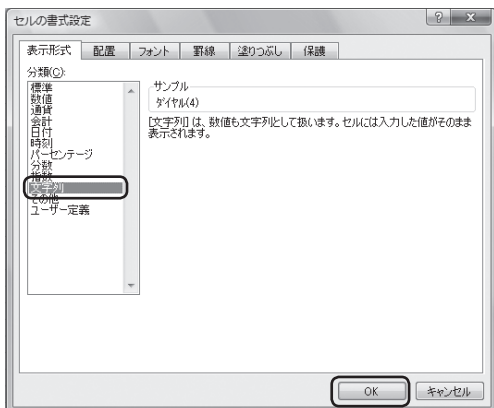 セルの書式設定
表示形式 配置 フォント 罫線 塗りつぶし 保護
分類(C):
標準
数値
通貨
会計
日付
時刻
パーセンテージ
分数
指数
文字列
その他
ユーザー定義
サンプル
ダイヤル(4)
[文字列] は、数値も文字列として扱います。セルには入力した値がそのまま
表示されます。
OK キャンセル